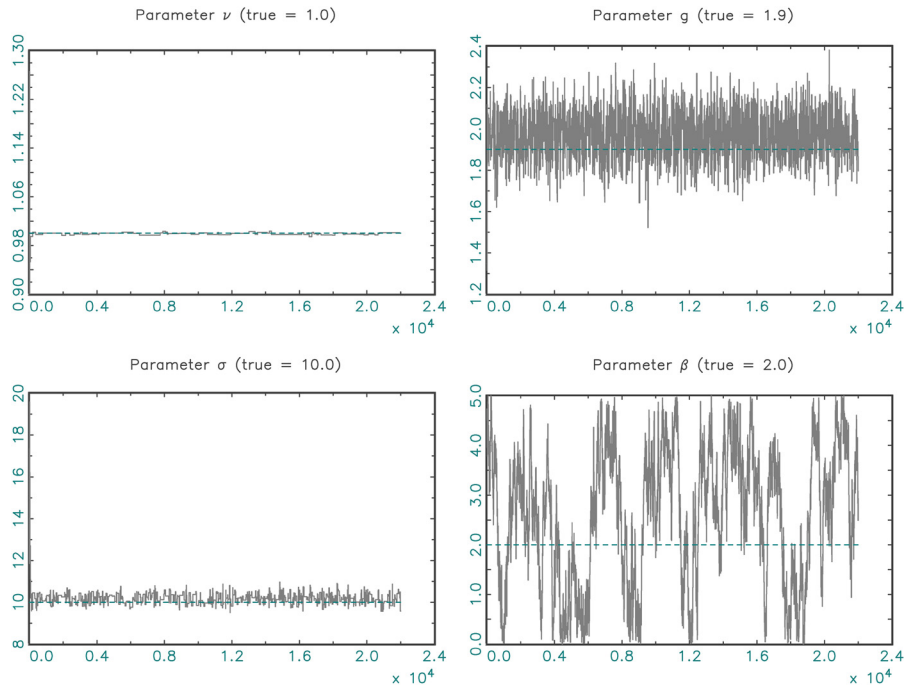 Parameter ν (true = 1.0)
1.30
1.22
1.14
1.06
0.98
0.90
0.0 0.4 0.8 1.2 1.6 2.0 2.4
x 10⁴
Parameter g (true = 1.9)
2.4
2.2
2.0
1.8
1.6
1.4
1.2
0.0 0.4 0.8 1.2 1.6 2.0 2.4
x 10⁴
Parameter σ (true = 10.0)
20
18
16
14
12
10
8
0.0 0.4 0.8 1.2 1.6 2.0 2.4
x 10⁴
Parameter β (true = 2.0)
5.0
4.0
3.0
2.0
1.0
0.0
0.0 0.4 0.8 1.2 1.6 2.0 2.4
x 10⁴